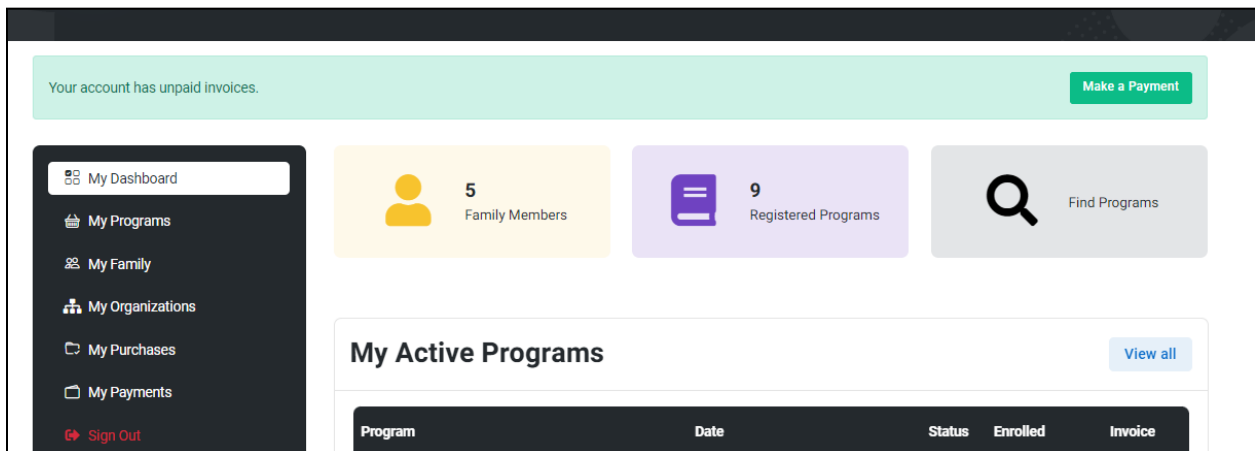 Your account has unpaid invoices.
Make a Payment
My Dashboard
My Programs
My Family
My Organizations
My Purchases
My Payments
Sign Out
5
Family Members
9
Registered Programs
Find Programs
My Active Programs
View all
Program Date Status Enrolled Invoice